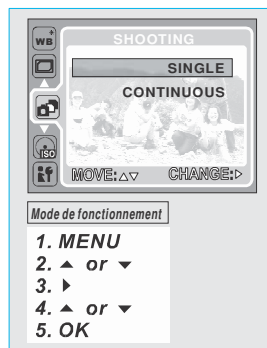 WB+
SHOOTING
SINGLE
CONTINUOUS
ISO
MOVE:△▽ CHANGE:▷
Mode de fonctionnement
1. MENU
2. ▲ or ▼
3. ▶
4. ▲ or ▼
5. OK